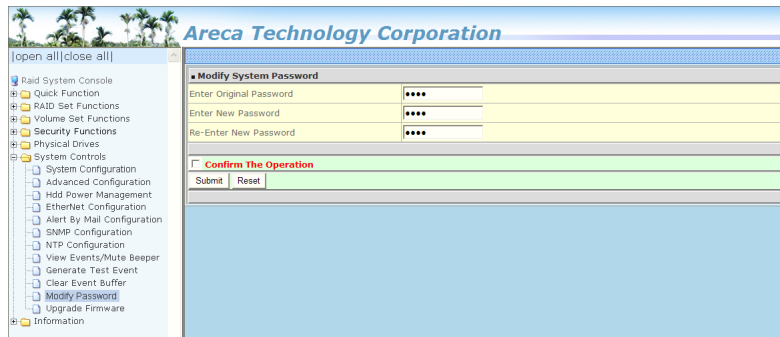 Areca Technology Corporation
|open all|close all|
Raid System Console
Quick Function
RAID Set Functions
Volume Set Functions
Security Functions
Physical Drives
System Controls
System Configuration
Advanced Configuration
Hdd Power Management
EtherNet Configuration
Alert By Mail Configuration
SNMP Configuration
NTP Configuration
View Events/Mute Beeper
Generate Test Event
Clear Event Buffer
Modify Password
Upgrade Firmware
Information
▪ Modify System Password
Enter Original Password ••••
Enter New Password ••••
Re-Enter New Password ••••
Confirm The Operation
Submit Reset